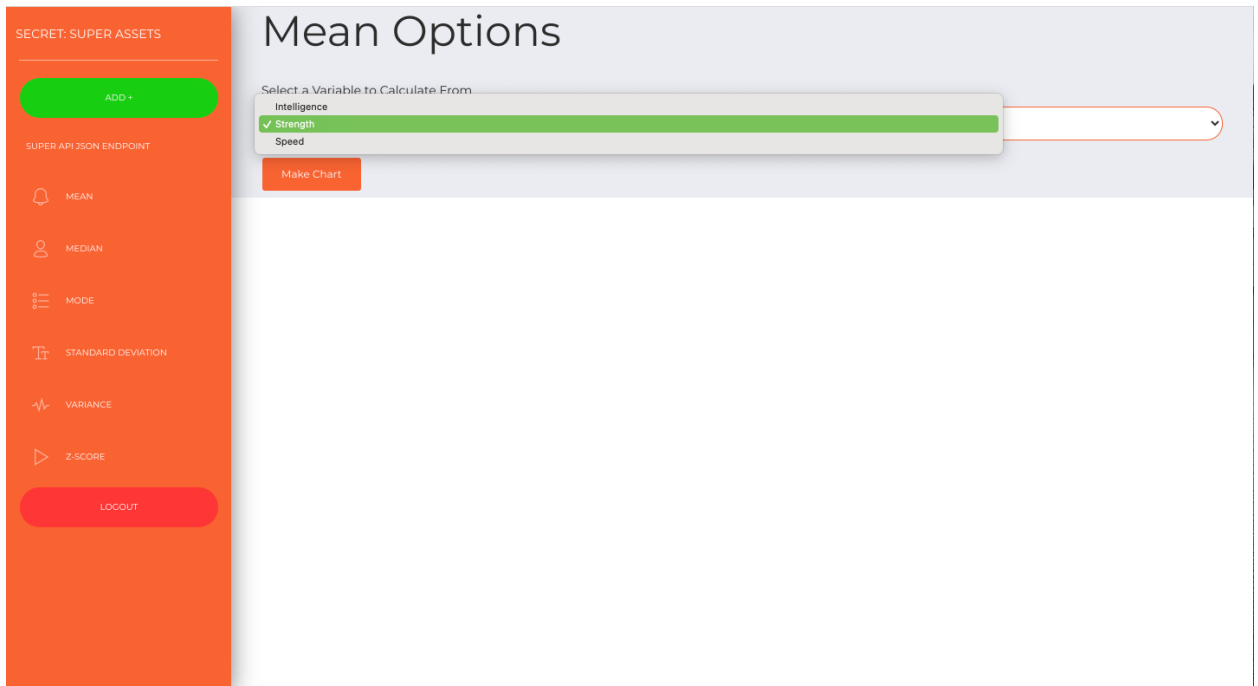 SECRET: SUPER ASSETS
ADD +
SUPER API JSON ENDPOINT
MEAN
MEDIAN
MODE
STANDARD DEVIATION
VARIANCE
Z-SCORE
LOGOUT
Mean Options
Select a Variable to Calculate From
Intelligence
✓ Strength
Speed
Make Chart